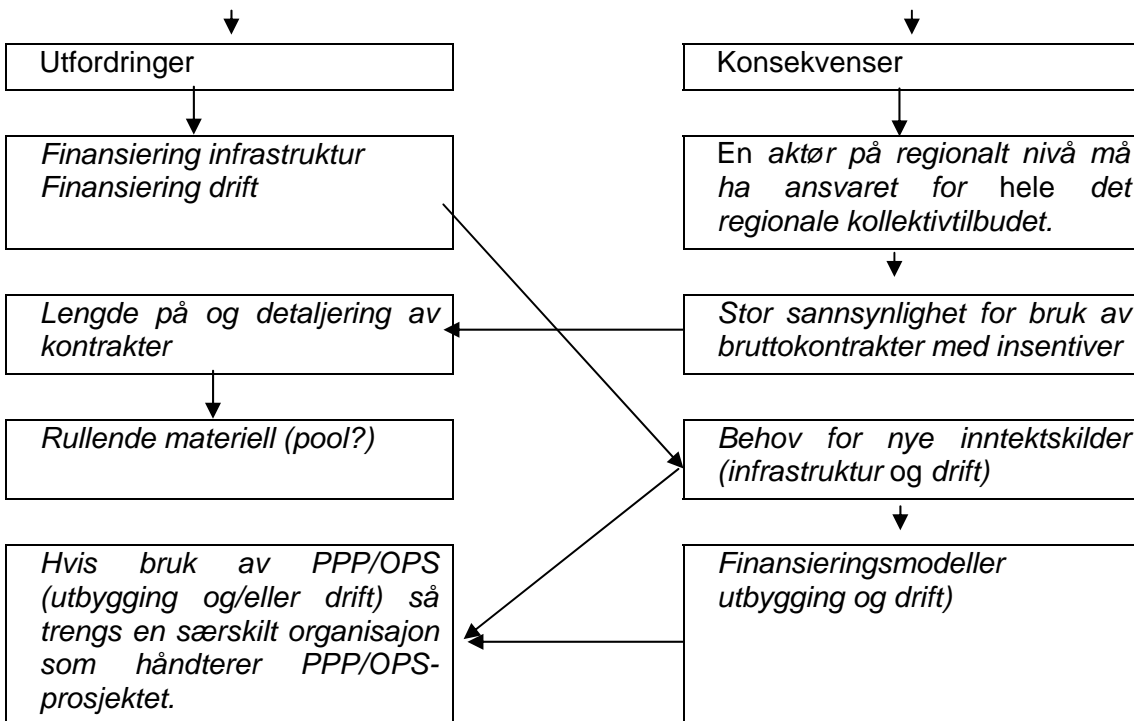 Utfordringer
Konsekvenser
Finansiering infrastruktur
Finansiering drift
En aktør på regionalt nivå må
ha ansvaret for hele det
regionale kollektivtilbudet.
Lengde på og detaljering av
kontrakter
Stor sannsynlighet for bruk av
bruttokontrakter med insentiver
Rullende materiell (pool?)
Behov for nye inntektskilder
(infrastruktur og drift)
Hvis bruk av PPP/OPS
(utbygging og/eller drift) så
trengs en særskilt organisajon
som håndterer PPP/OPS-
prosjektet.
Finansieringsmodeller
utbygging og drift)